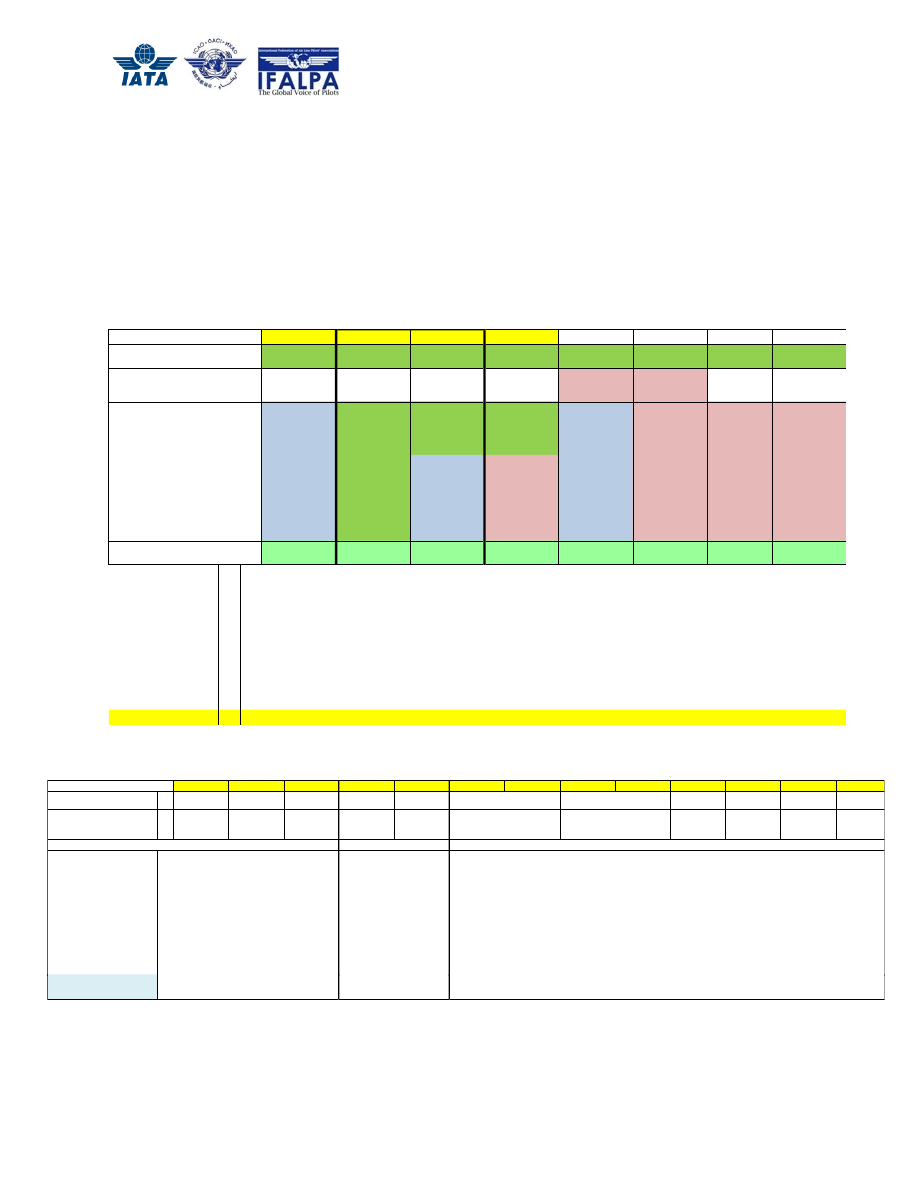 IATA
ICAO · OACI · ИКАО
International Federation of Air Line Pilots' Associations
IFALPA
The Global Voice of Pilots